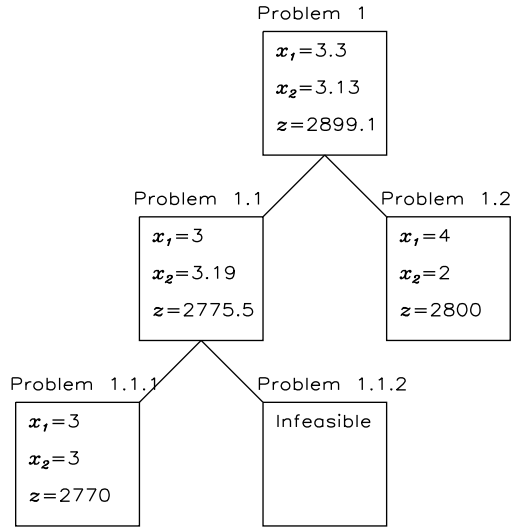 Problem 1
x₁=3.3
x₂=3.13
z=2899.1
Problem 1.1
x₁=3
x₂=3.19
z=2775.5
Problem 1.2
x₁=4
x₂=2
z=2800
Problem 1.1.1
x₁=3
x₂=3
z=2770
Problem 1.1.2
Infeasible